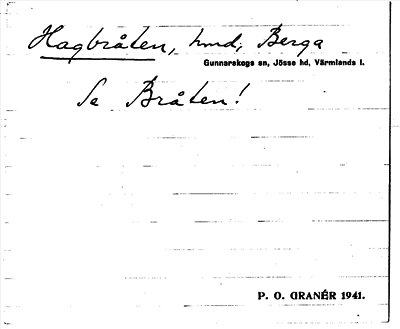 Hagbråten, hmd, Berga
Gunnarskogs sn, Jösse hd, Värmlands l.
Se Bråten!
P. O. GRANÉR 1941.